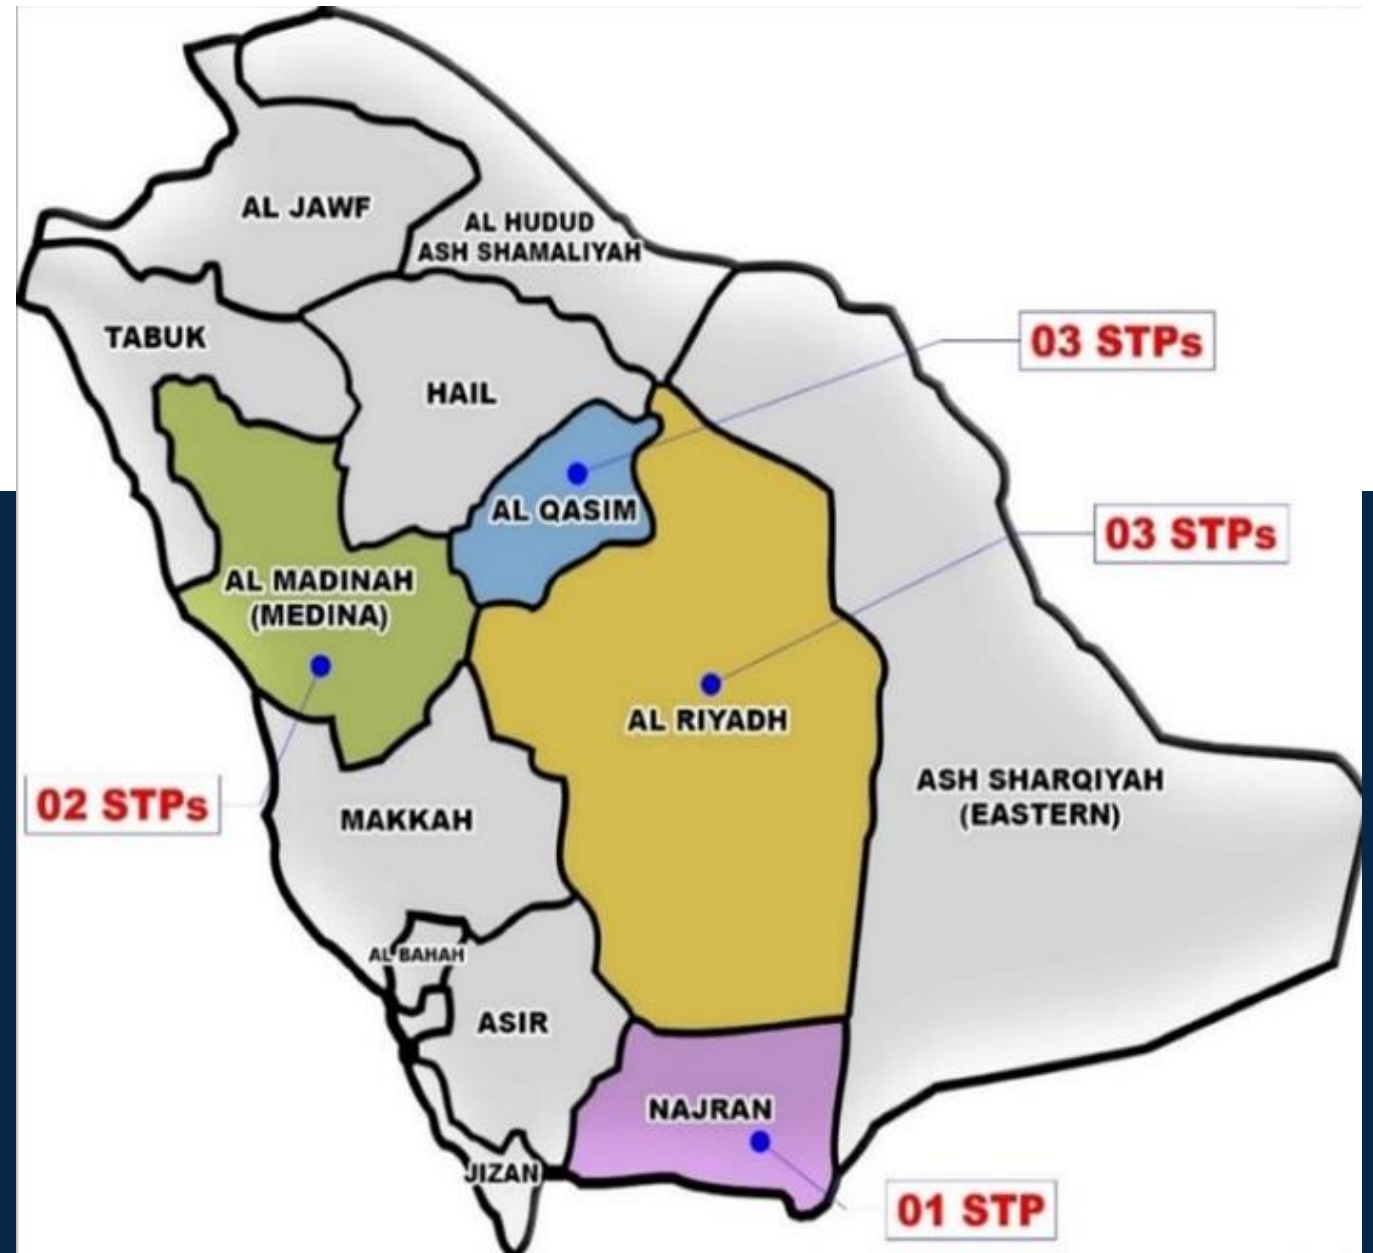 AL JAWF
AL HUDUD
ASH SHAMALIYAH
TABUK
03 STPs
HAIL
AL QASIM
03 STPs
AL MADINAH
(MEDINA)
AL RIYADH
ASH SHARQIYAH
(EASTERN)
02 STPs
MAKKAH
AL BAHAH
ASIR
NAJRAN
JIZAN
01 STP